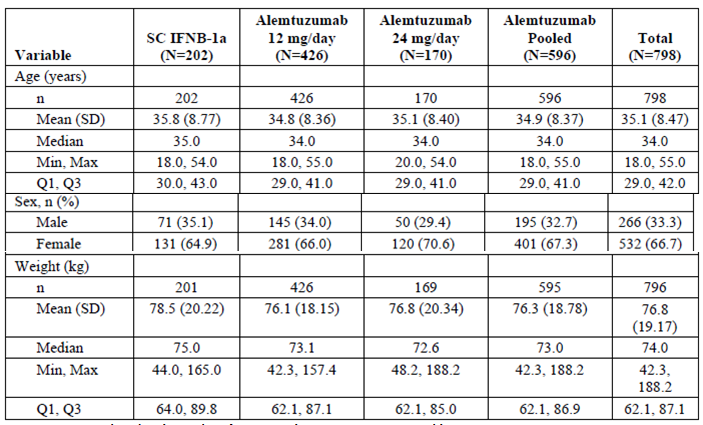 Variable SC IFNB-1a (N=202) Alemtuzumab 12 mg/day (N=426) Alemtuzumab 24 mg/day (N=170) Alemtuzumab Pooled (N=596) Total (N=798)
Age (years)
n 202 426 170 596 798
Mean (SD) 35.8 (8.77) 34.8 (8.36) 35.1 (8.40) 34.9 (8.37) 35.1 (8.47)
Median 35.0 34.0 34.0 34.0 34.0
Min, Max 18.0, 54.0 18.0, 55.0 20.0, 54.0 18.0, 55.0 18.0, 55.0
Q1, Q3 30.0, 43.0 29.0, 41.0 29.0, 41.0 29.0, 41.0 29.0, 42.0
Sex, n (%)
Male 71 (35.1) 145 (34.0) 50 (29.4) 195 (32.7) 266 (33.3)
Female 131 (64.9) 281 (66.0) 120 (70.6) 401 (67.3) 532 (66.7)
Weight (kg)
n 201 426 169 595 796
Mean (SD) 78.5 (20.22) 76.1 (18.15) 76.8 (20.34) 76.3 (18.78) 76.8 (19.17)
Median 75.0 73.1 72.6 73.0 74.0
Min, Max 44.0, 165.0 42.3, 157.4 48.2, 188.2 42.3, 188.2 42.3, 188.2
Q1, Q3 64.0, 89.8 62.1, 87.1 62.1, 85.0 62.1, 86.9 62.1, 87.1